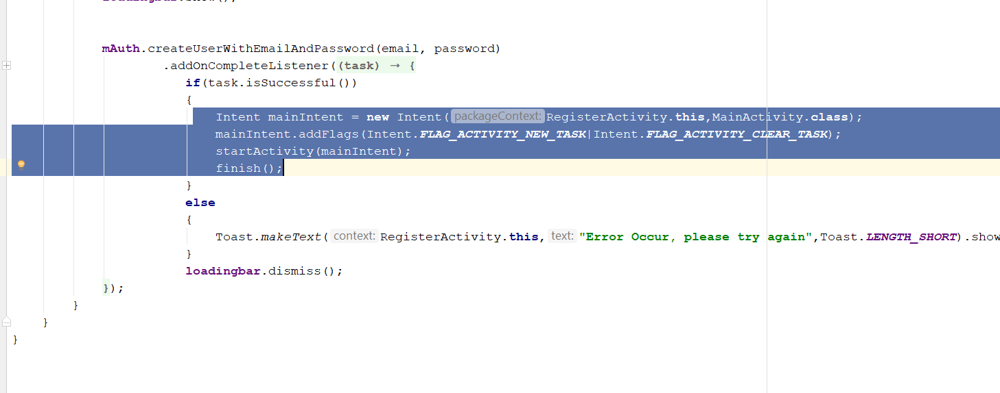 mAuth.createUserWithEmailAndPassword(email, password)
.addOnCompleteListener((task) → {
if(task.isSuccessful())
{
Intent mainIntent = new Intent( packageContext: RegisterActivity.this,MainActivity.class);
mainIntent.addFlags(Intent.FLAG_ACTIVITY_NEW_TASK|Intent.FLAG_ACTIVITY_CLEAR_TASK);
startActivity(mainIntent);
finish();
}
else
{
Toast.makeText( context: RegisterActivity.this, text: "Error Occur, please try again",Toast.LENGTH_SHORT).show
}
loadingbar.dismiss();
});
}
}
}